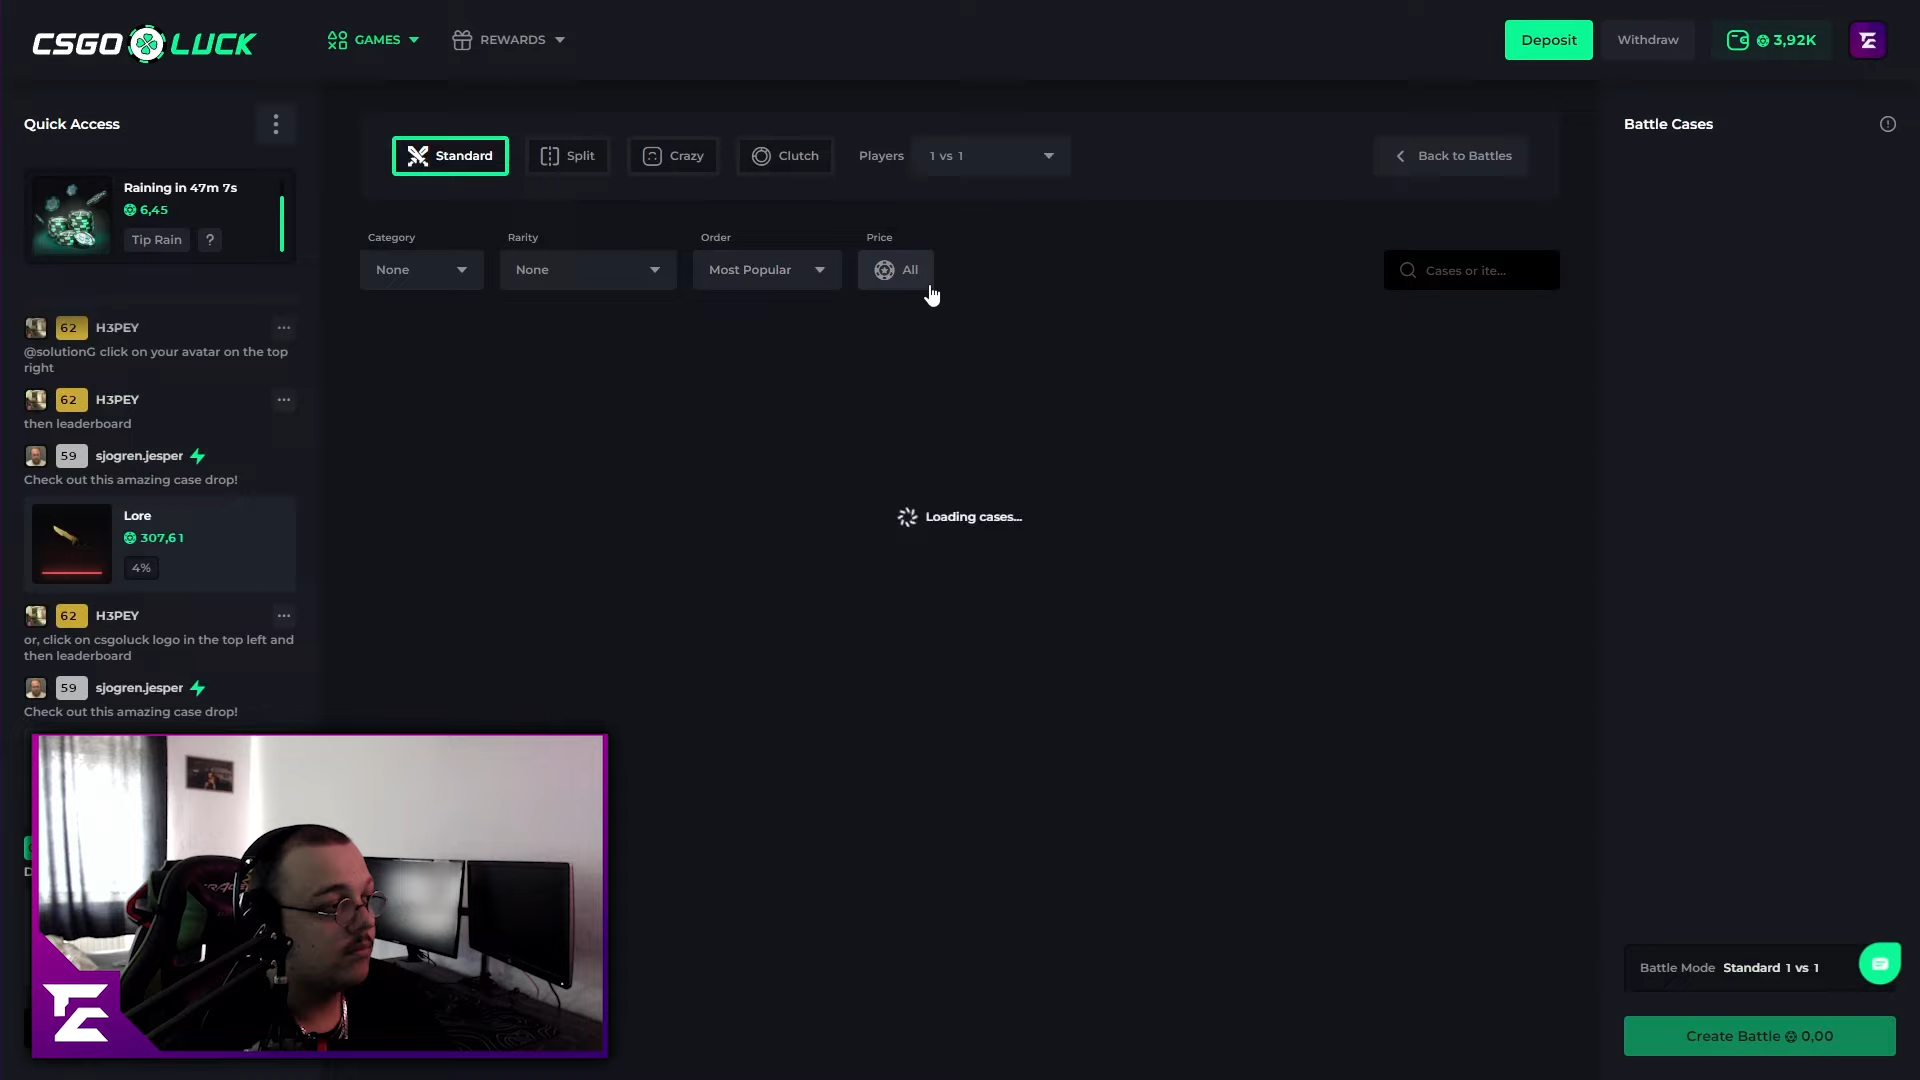 CSGO LUCK
GAMES
REWARDS
Deposit
Withdraw
3,92K
Quick Access
Raining in 47m 7s
6,45
Tip Rain
?
62 H3PEY
@solutionG click on your avatar on the top
right
62 H3PEY
then leaderboard
59 sjogren.jesper
Check out this amazing case drop!
Lore
307,61
4%
62 H3PEY
or, click on csgoluck logo in the top left and
then leaderboard
59 sjogren.jesper
Check out this amazing case drop!
Standard
Split
Crazy
Clutch
Players
1 vs 1
Back to Battles
Category
None
Rarity
None
Order
Most Popular
Price
All
Cases or ite...
Loading cases...
Battle Cases
Battle Mode Standard 1 vs 1
Create Battle 0,00